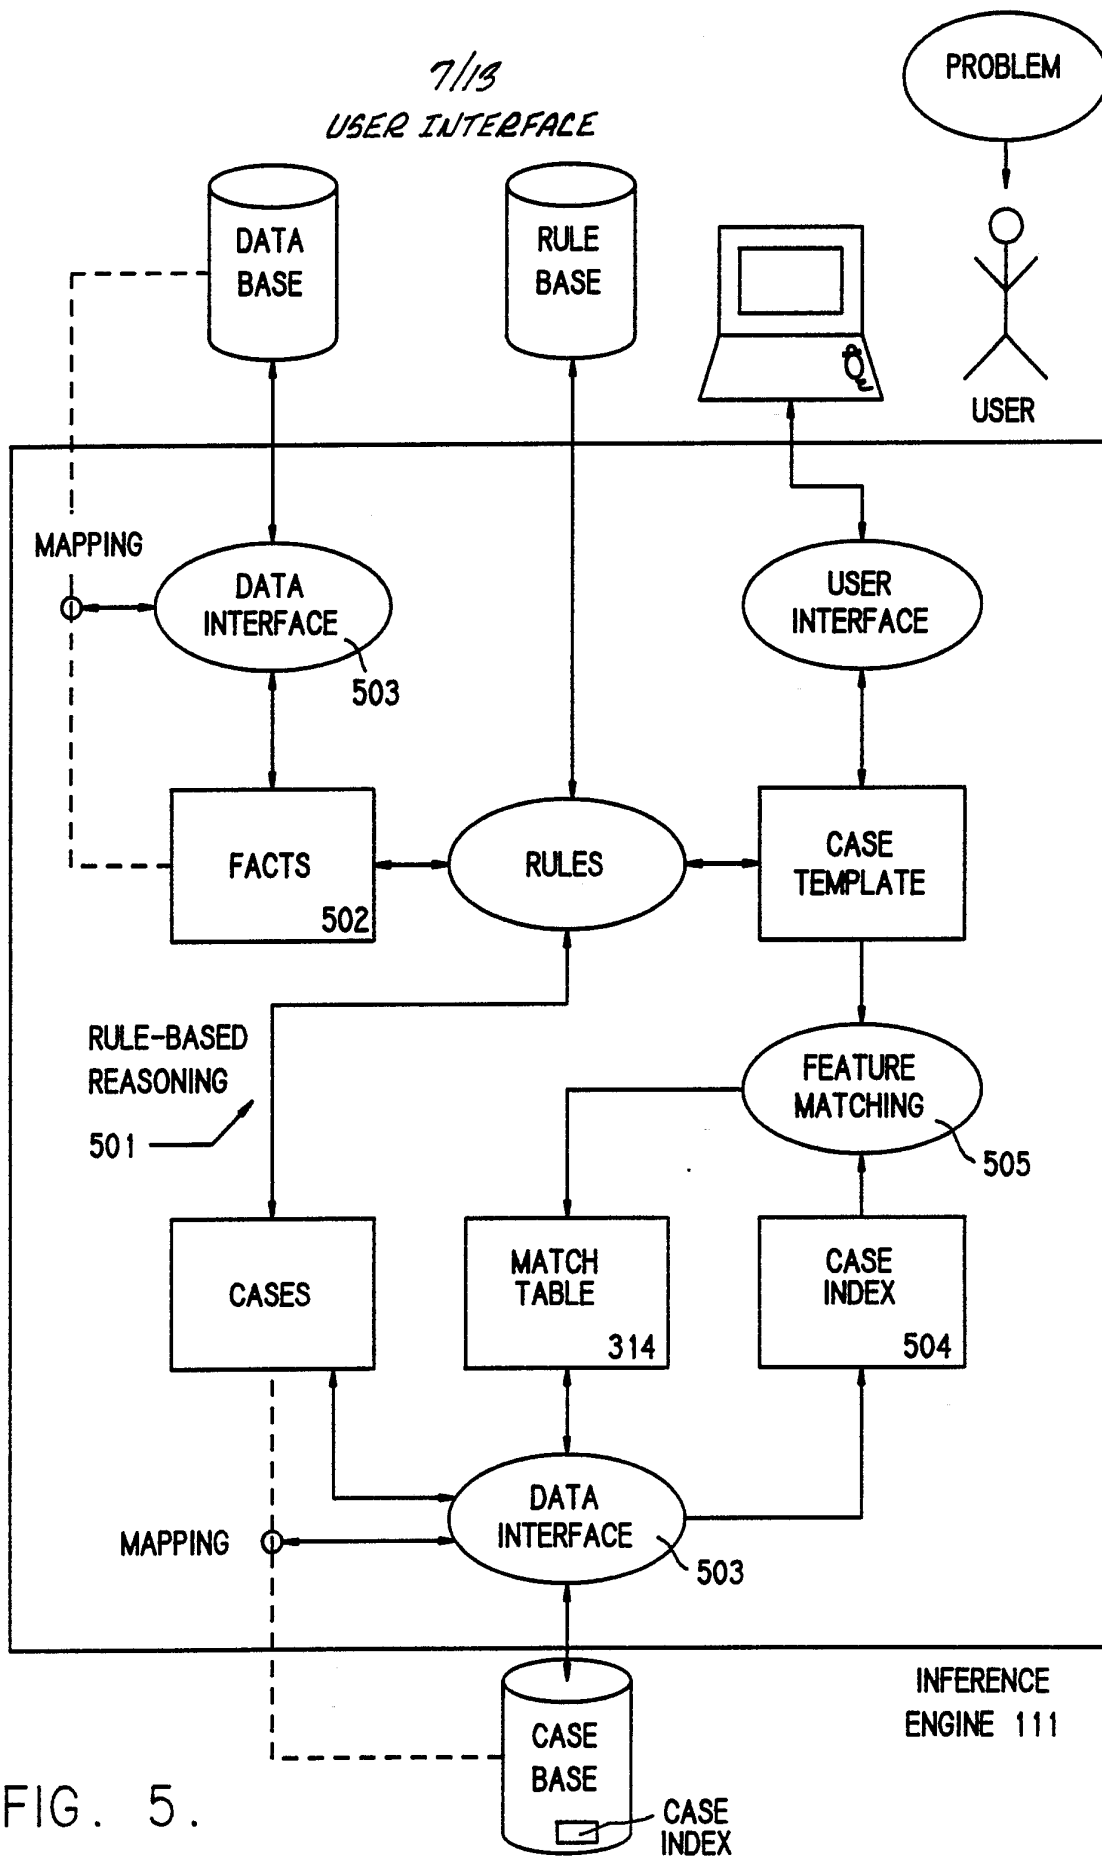 7/13
USER INTERFACE
PROBLEM
DATA
BASE
RULE
BASE
USER
MAPPING
DATA
INTERFACE
503
USER
INTERFACE
FACTS
502
RULES
CASE
TEMPLATE
RULE-BASED
REASONING
501
FEATURE
MATCHING
505
CASES
MATCH
TABLE
314
CASE
INDEX
504
MAPPING
DATA
INTERFACE
503
INFERENCE
ENGINE 111
CASE
BASE
CASE
INDEX
FIG. 5.